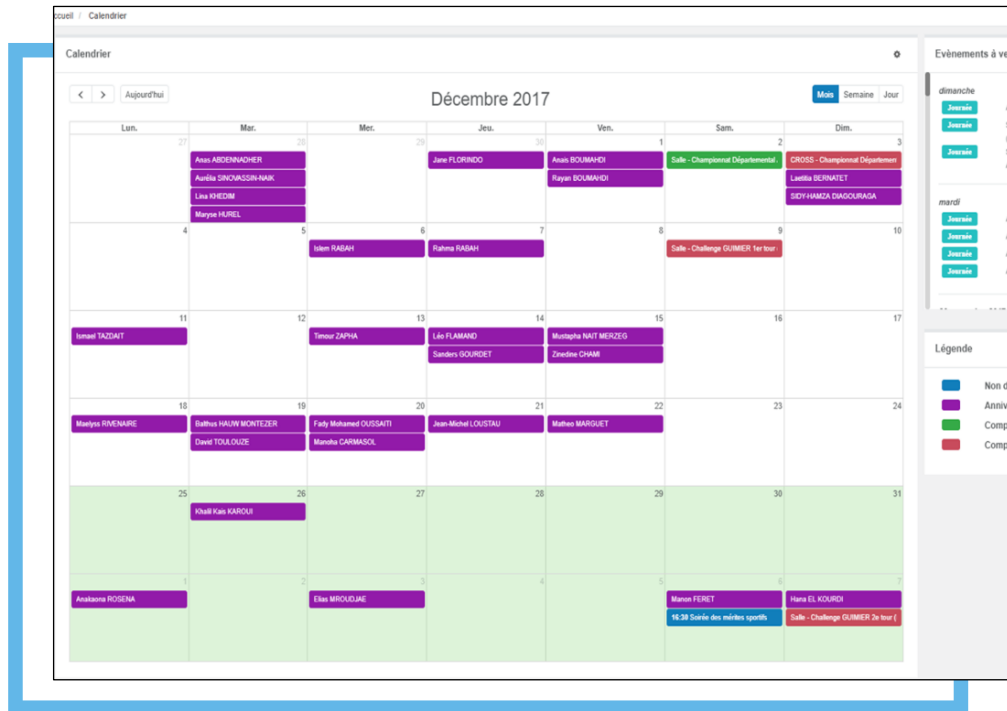 ccueil / Calendrier
Calendrier
Aujourd'hui
Décembre 2017
Mois Semaine Jour
Lun. Mar. Mer. Jeu. Ven. Sam. Dim.
27 28 29 30 1 2 3
Anas ABDENNADHER Jane FLORINDO Anais BOUMAHDI Salle - Championnat Départemental CROSS - Championnat Départemen
Aurélia SINOVASSIN-NAIK Rayan BOUMAHDI Laetitia BERNATET
Lina KHEDIM SIDY-HAMZA DIAGOURAGA
Maryse HUREL
4 5 6 7 8 9 10
Islem RABAH Rahma RABAH Salle - Challenge GUIMIER 1er tour
11 12 13 14 15 16 17
Ismael TAZDAIT Timour ZAPHA Léo FLAMAND Mustapha NAIT MERZEG
Sanders GOURDET Zinedine CHAMI
18 19 20 21 22 23 24
Maelyss RIVENAIRE Balthus HAUW MONTEZER Fady Mohamed OUSSAITI Jean-Michel LOUSTAU Matheo MARGUET
David TOULOUZE Manoha CARMASOL
25 26 27 28 29 30 31
Khalil Kais KAROUI
1 2 3 4 5 6 7
Anakaona ROSENA Elias MROUDJAE Manon FERET Hana EL KOURDI
16:30 Soirée des mérites sportifs Salle - Challenge GUIMIER 2e tour (
Evènements à ve
dimanche
Journée
Journée
Journée
mardi
Journée
Journée
Journée
Journée
Légende
Non d
Anniv
Comp
Comp